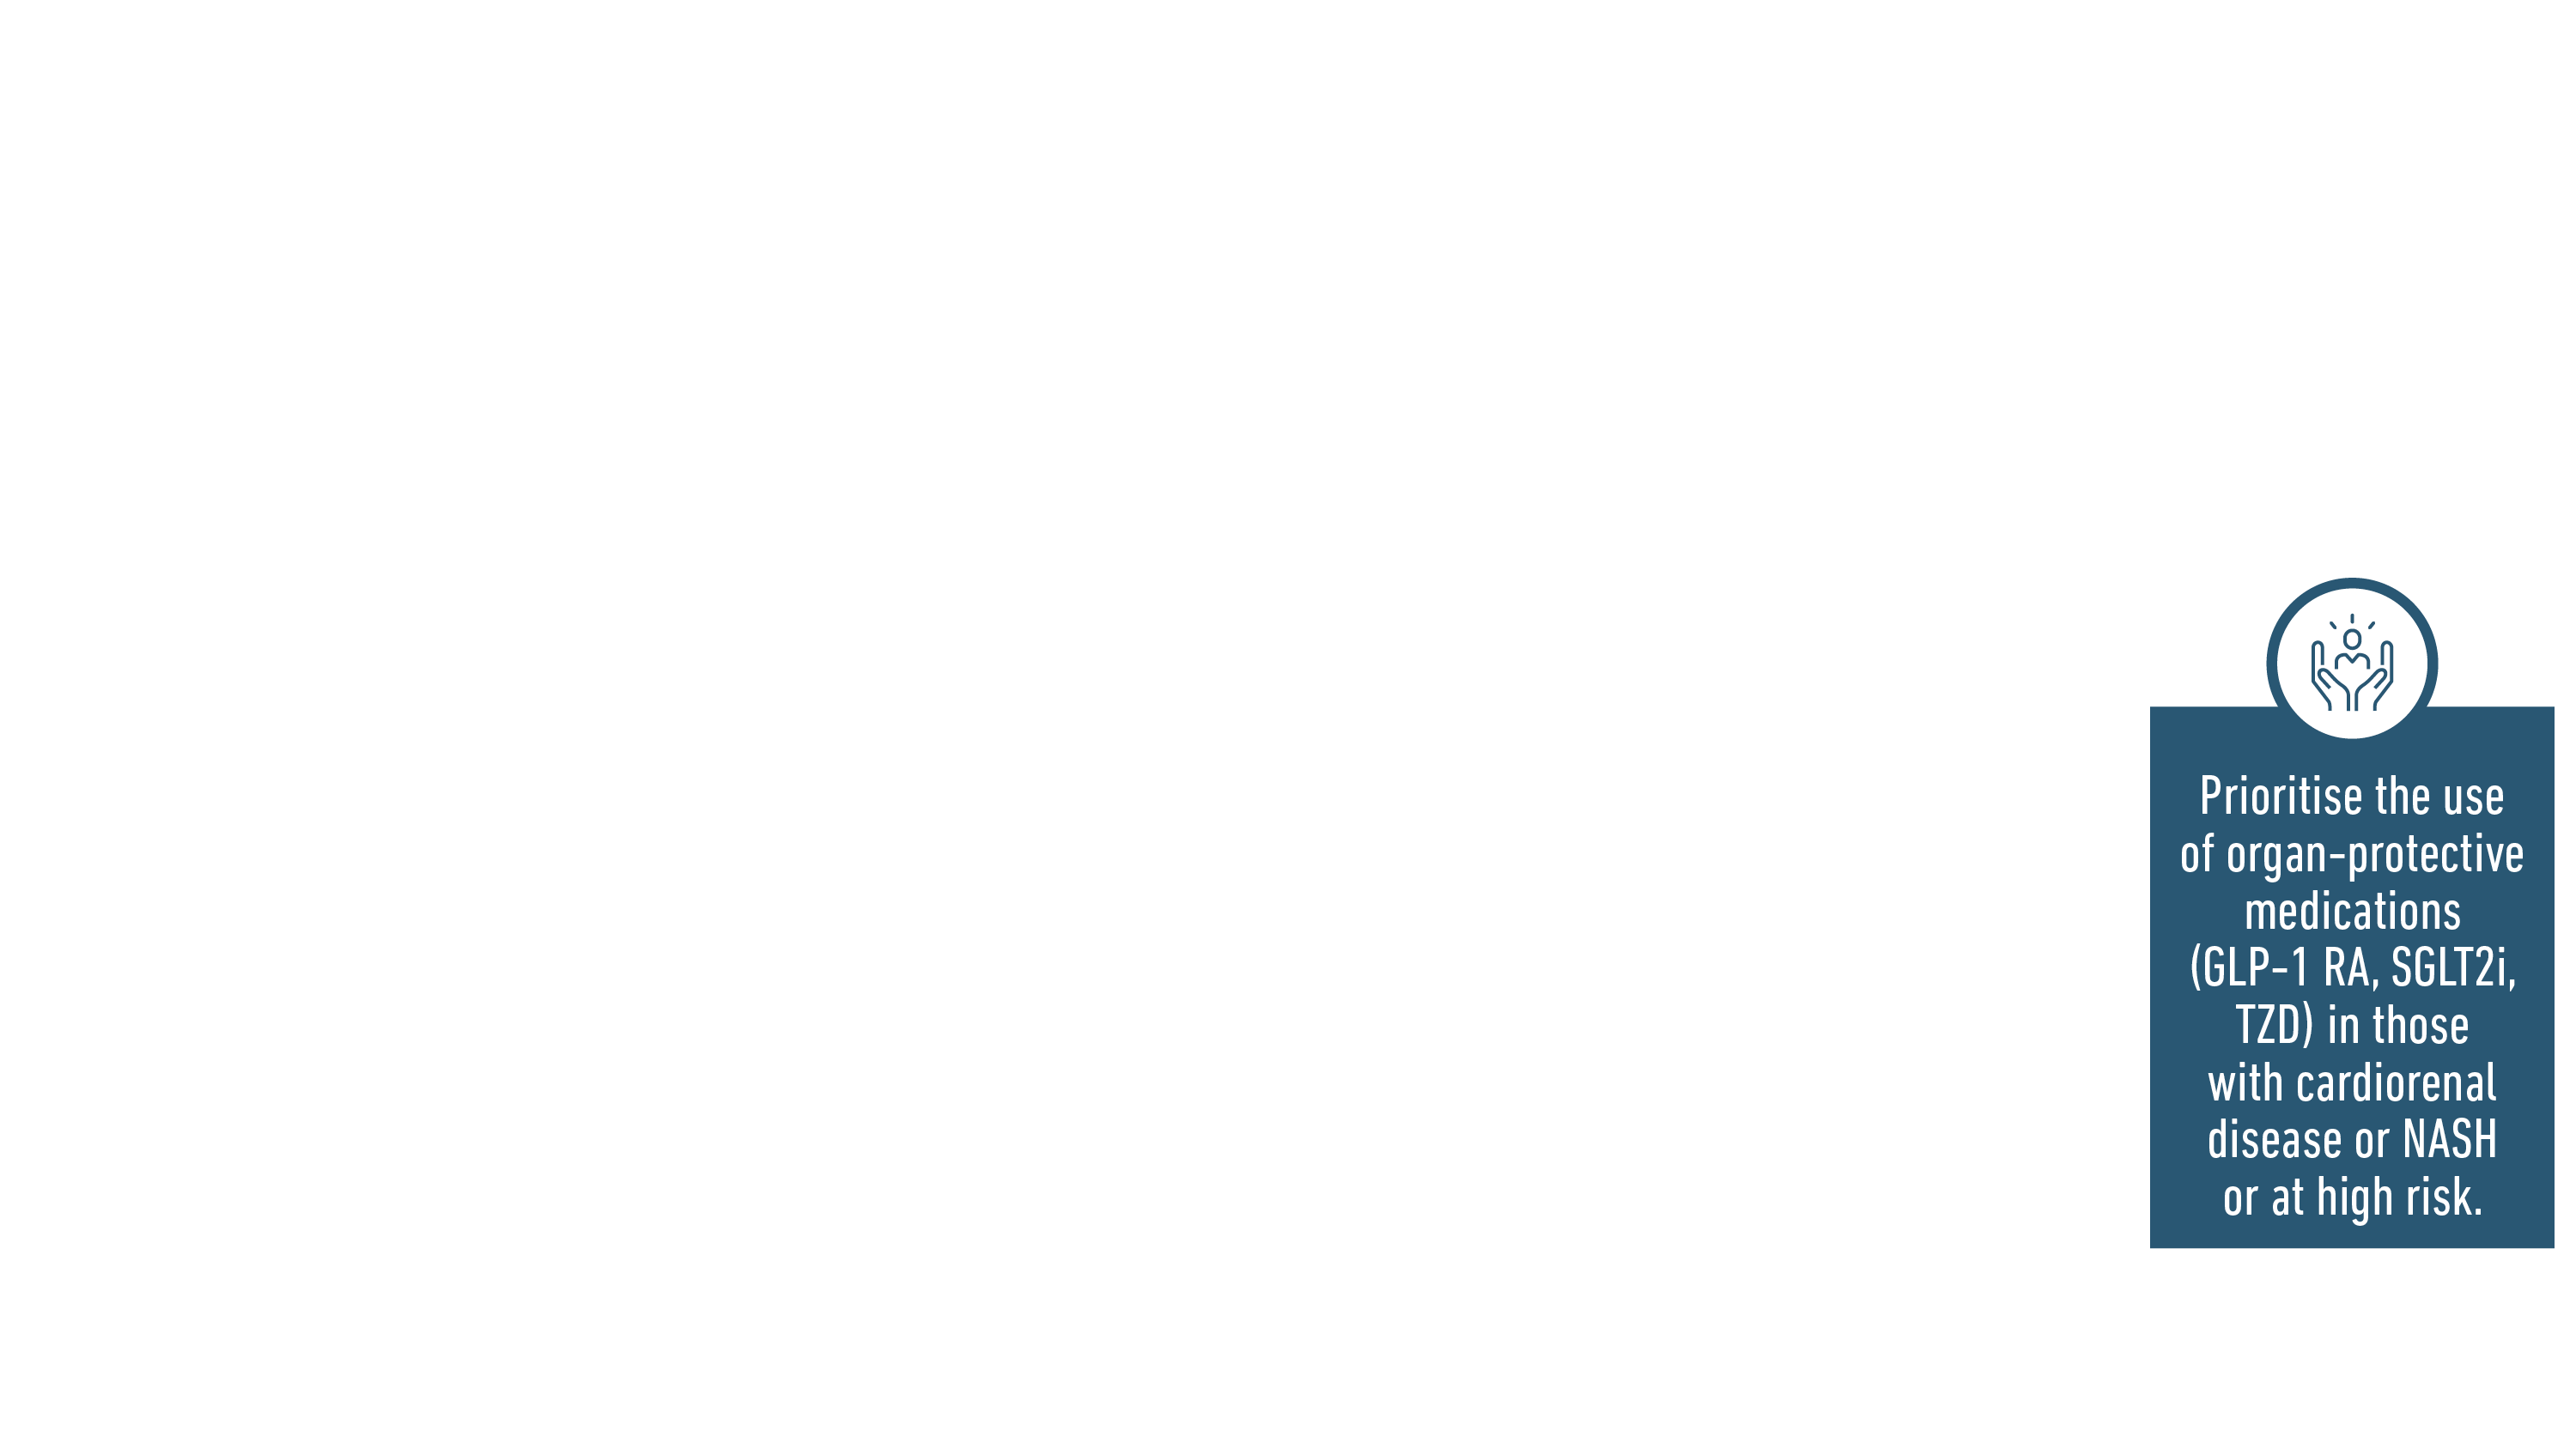 Prioritise the use
of organ-protective
medications
(GLP-1 RA, SGLT2i,
TZD) in those
with cardiorenal
disease or NASH
or at high risk.